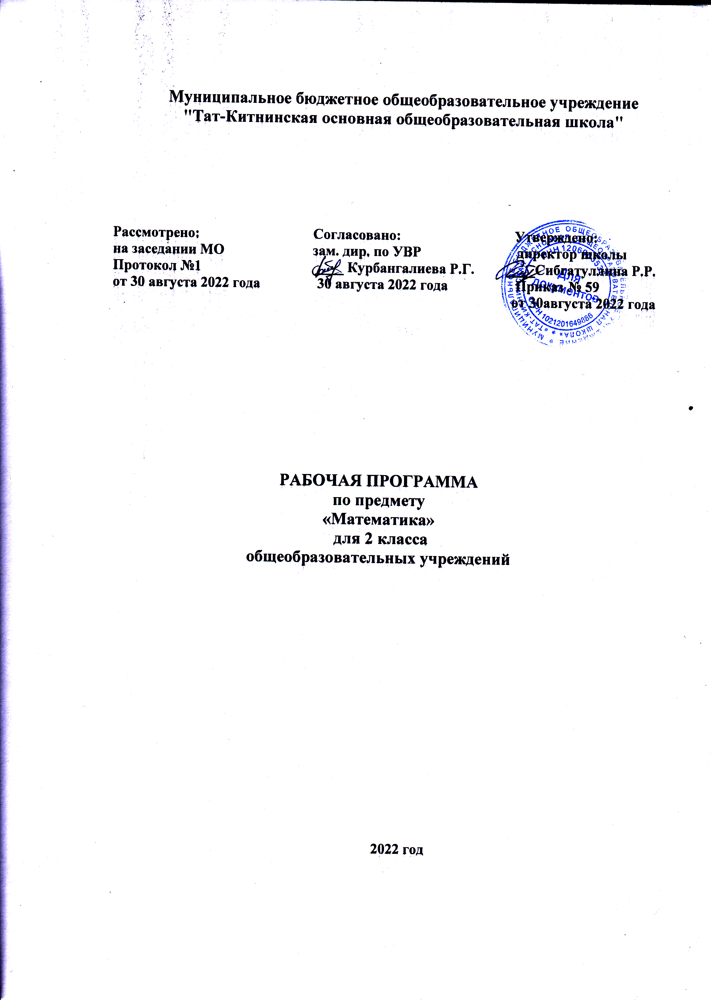 Муниципальное бюджетное общеобразовательное учреждение
"Тат-Китнинская основная общеобразовательная школа"
Рассмотрено:
на заседании МО
Протокол №1
от 30 августа 2022 года
Согласовано:
зам. дир. по УВР
Курбангалиева Р.Г.
30 августа 2022 года
Утверждено:
директор школы
Сибгатуллина Р.Р.
Приказ № 59
от 30августа 2022 года
Для
документов
ОГРН 1021201649886
РАБОЧАЯ ПРОГРАММА
по предмету
«Математика»
для 2 класса
общеобразовательных учреждений
2022 год